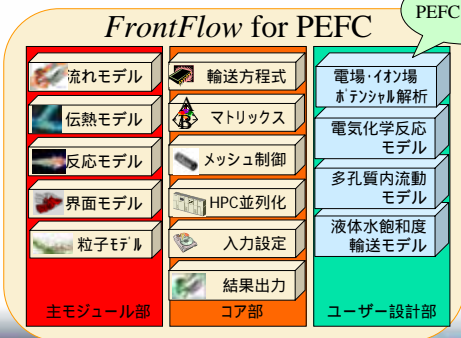 PEFC
FrontFlow for PEFC
流れモデル
伝熱モデル
反応モデル
界面モデル
粒子ﾓﾃﾞﾙ
主モジュール部
輸送方程式
マトリックス
メッシュ制御
HPC並列化
入力設定
結果出力
コア部
電場･イオン場
ﾎﾟﾃﾝｼｬﾙ解析
電気化学反応
モデル
多孔質内流動
モデル
液体水飽和度
輸送モデル
ユーザー設計部